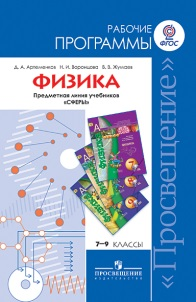 РАБОЧИЕ
ПРОГРАММЫ
ФГОС
Д. А. Артеменков Н. И. Воронцова В. В. Жумаев
ФИЗИКА
Предметная линия учебников
«СФЕРЫ»
7–9 КЛАССЫ
ПРОСВЕЩЕНИЕ
ИЗДАТЕЛЬСТВО
«Просвещение»